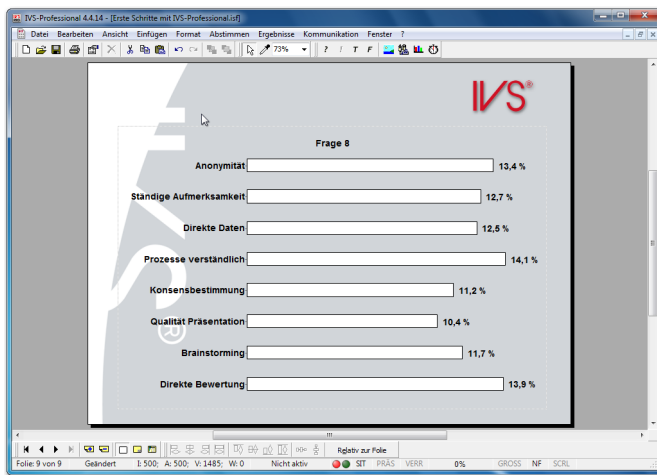 IVS-Professional 4.4.14 - [Erste Schritte mit IVS-Professional.isf]
Datei Bearbeiten Ansicht Einfügen Format Abstimmen Ergebnisse Kommunikation Fenster ?
73% ? ! T F
IVS®
Frage 8
Anonymität 13,4 %
Ständige Aufmerksamkeit 12,7 %
Direkte Daten 12,5 %
Prozesse verständlich 14,1 %
Konsensbestimmung 11,2 %
Qualität Präsentation 10,4 %
Brainstorming 11,7 %
Direkte Bewertung 13,9 %
Relativ zur Folie
Folie: 9 von 9 Geändert I: 500; A: 500; V: 1485; W: 0 Nicht aktiv SIT PRÄS VERR 0% GROSS NF SCRL